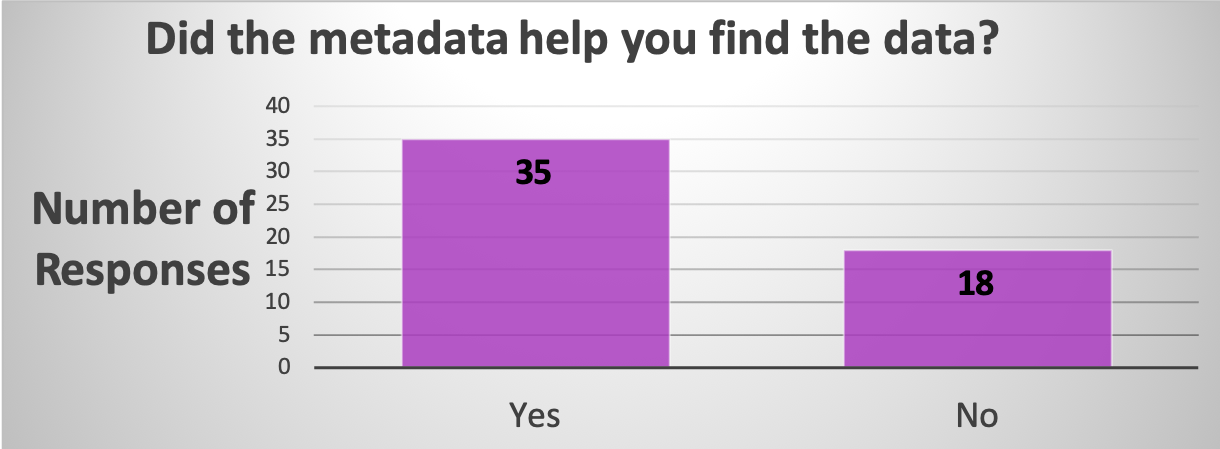 Did the metadata help you find the data?
Number of
Responses
40
35
30
25
20
15
10
5
0
35
18
Yes
No